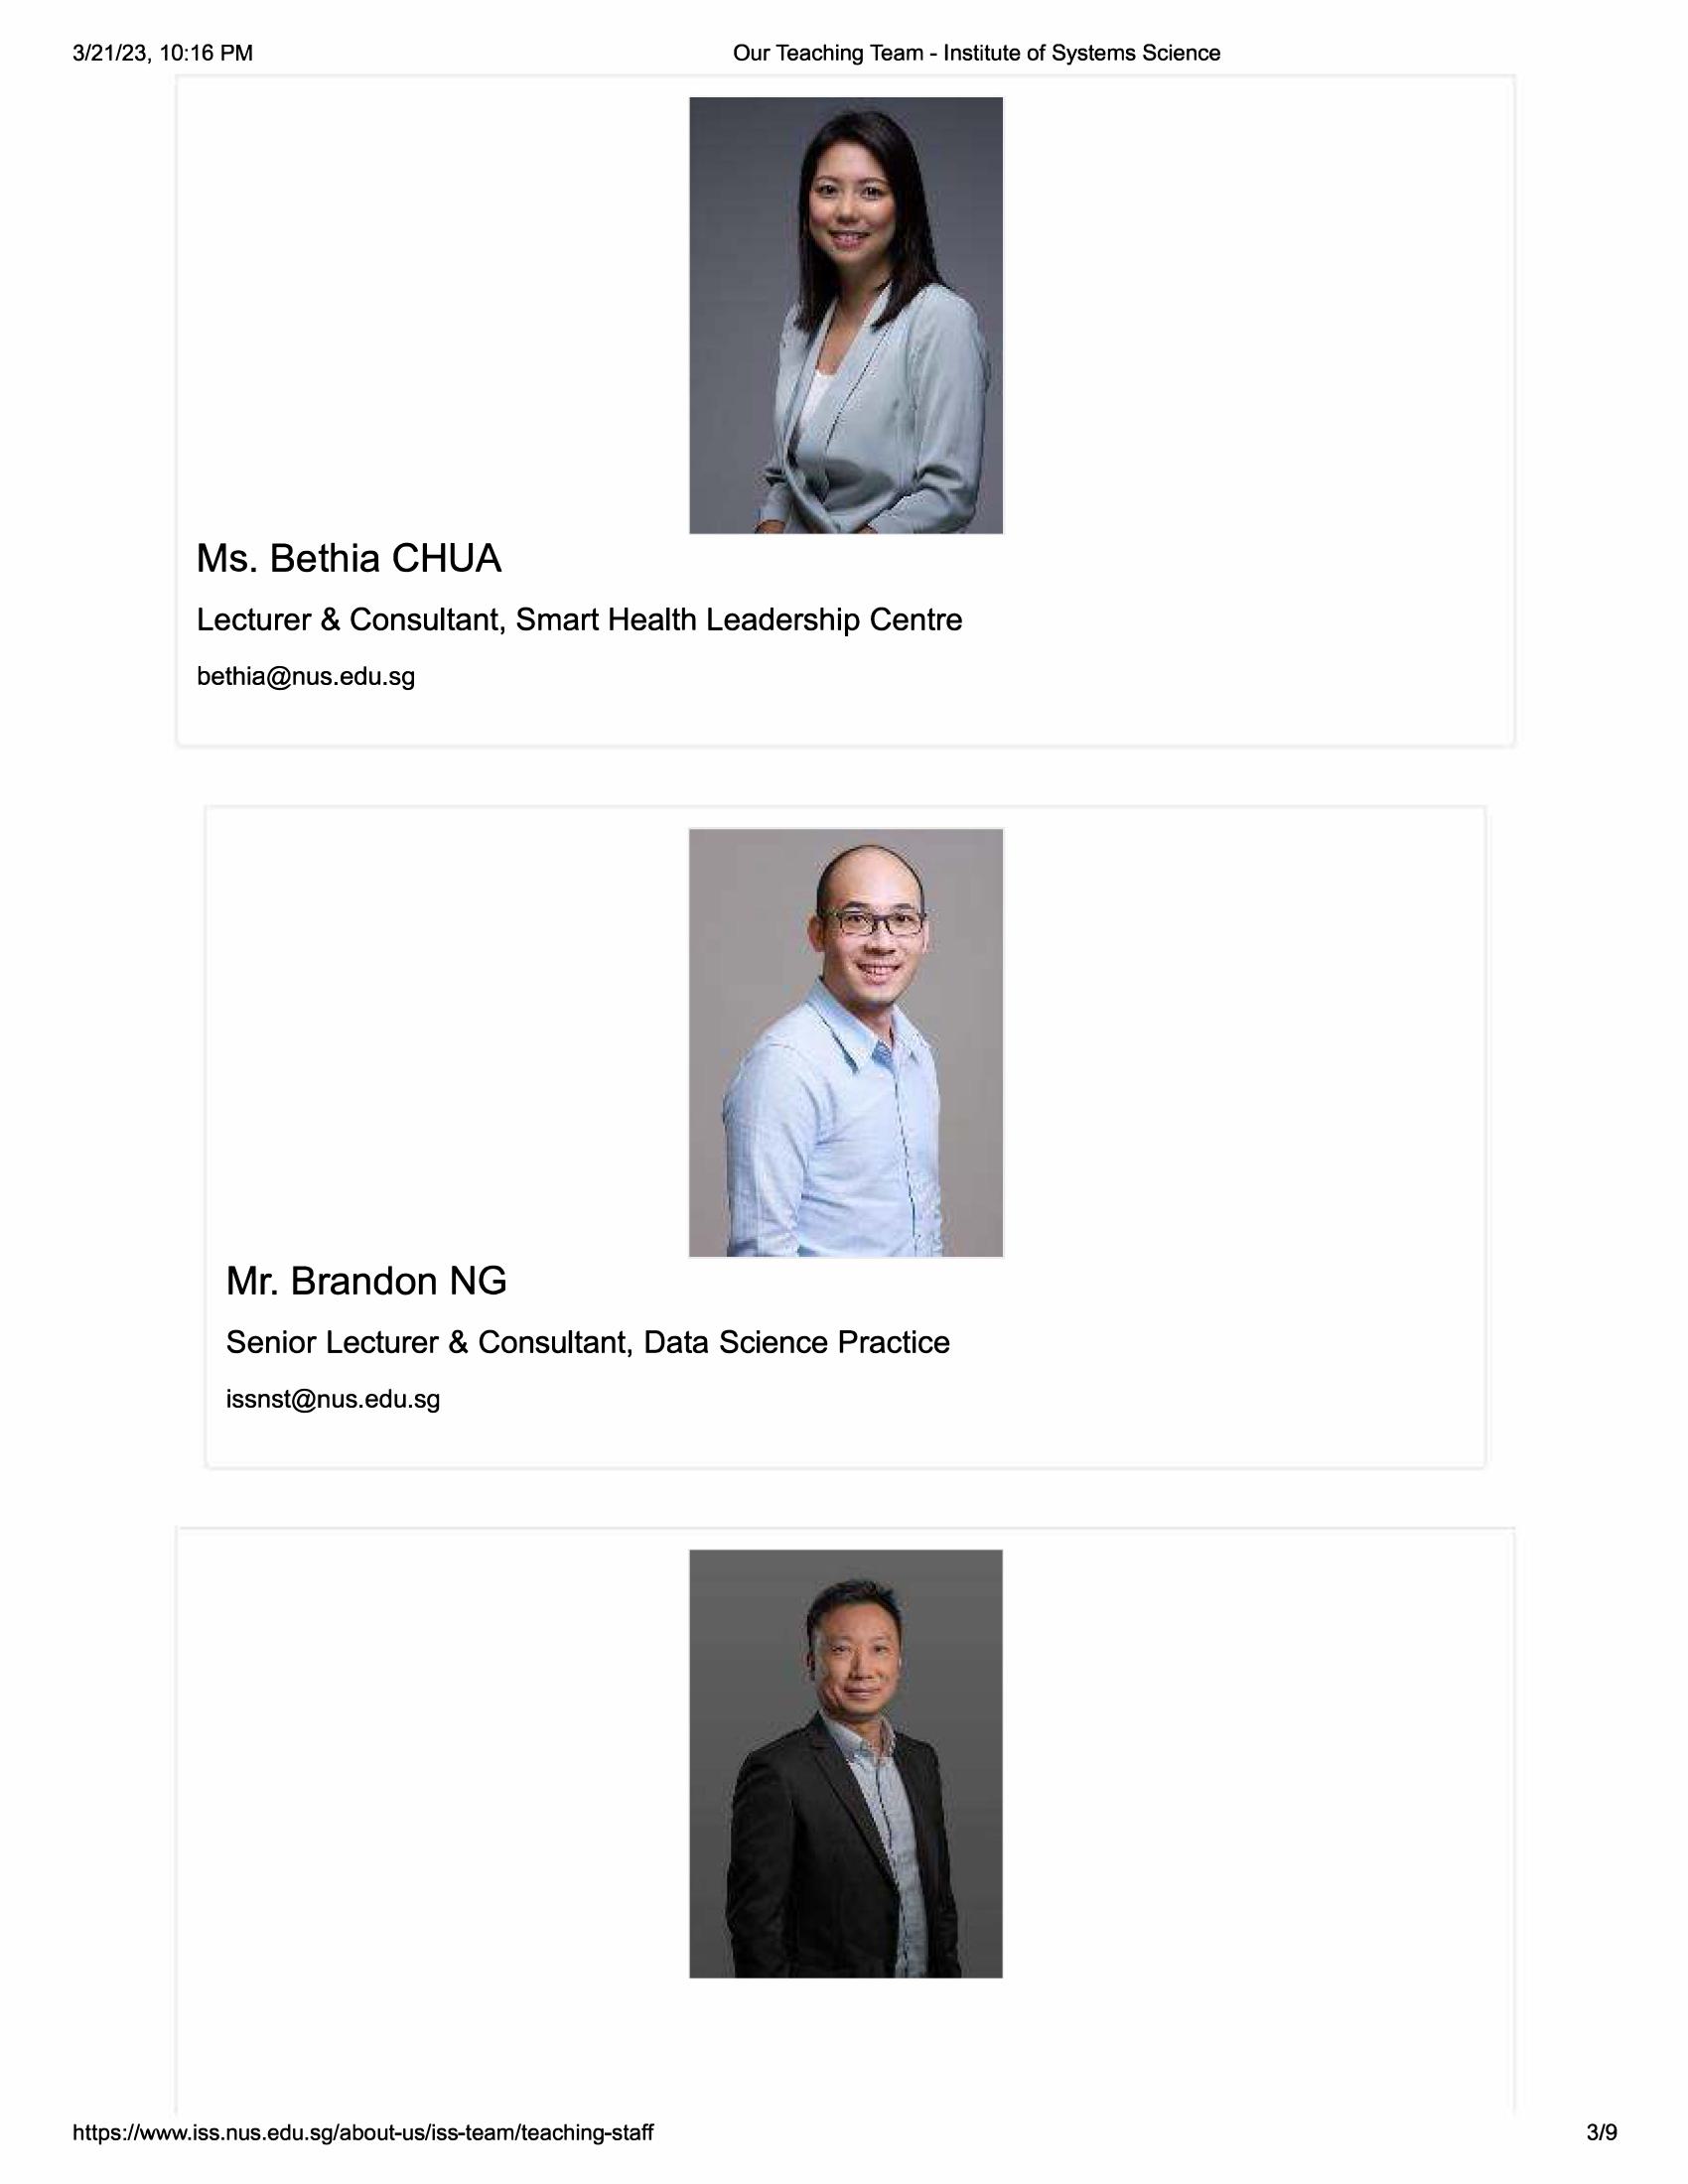 3/21/23, 10:16 PM Our Teaching Team - Institute of Systems Science
Ms. Bethia CHUA
Lecturer & Consultant, Smart Health Leadership Centre
bethia@nus.edu.sg
Mr. Brandon NG
Senior Lecturer & Consultant, Data Science Practice
issnst@nus.edu.sg
https://www.iss.nus.edu.sg/about-us/iss-team/teaching-staff 3/9